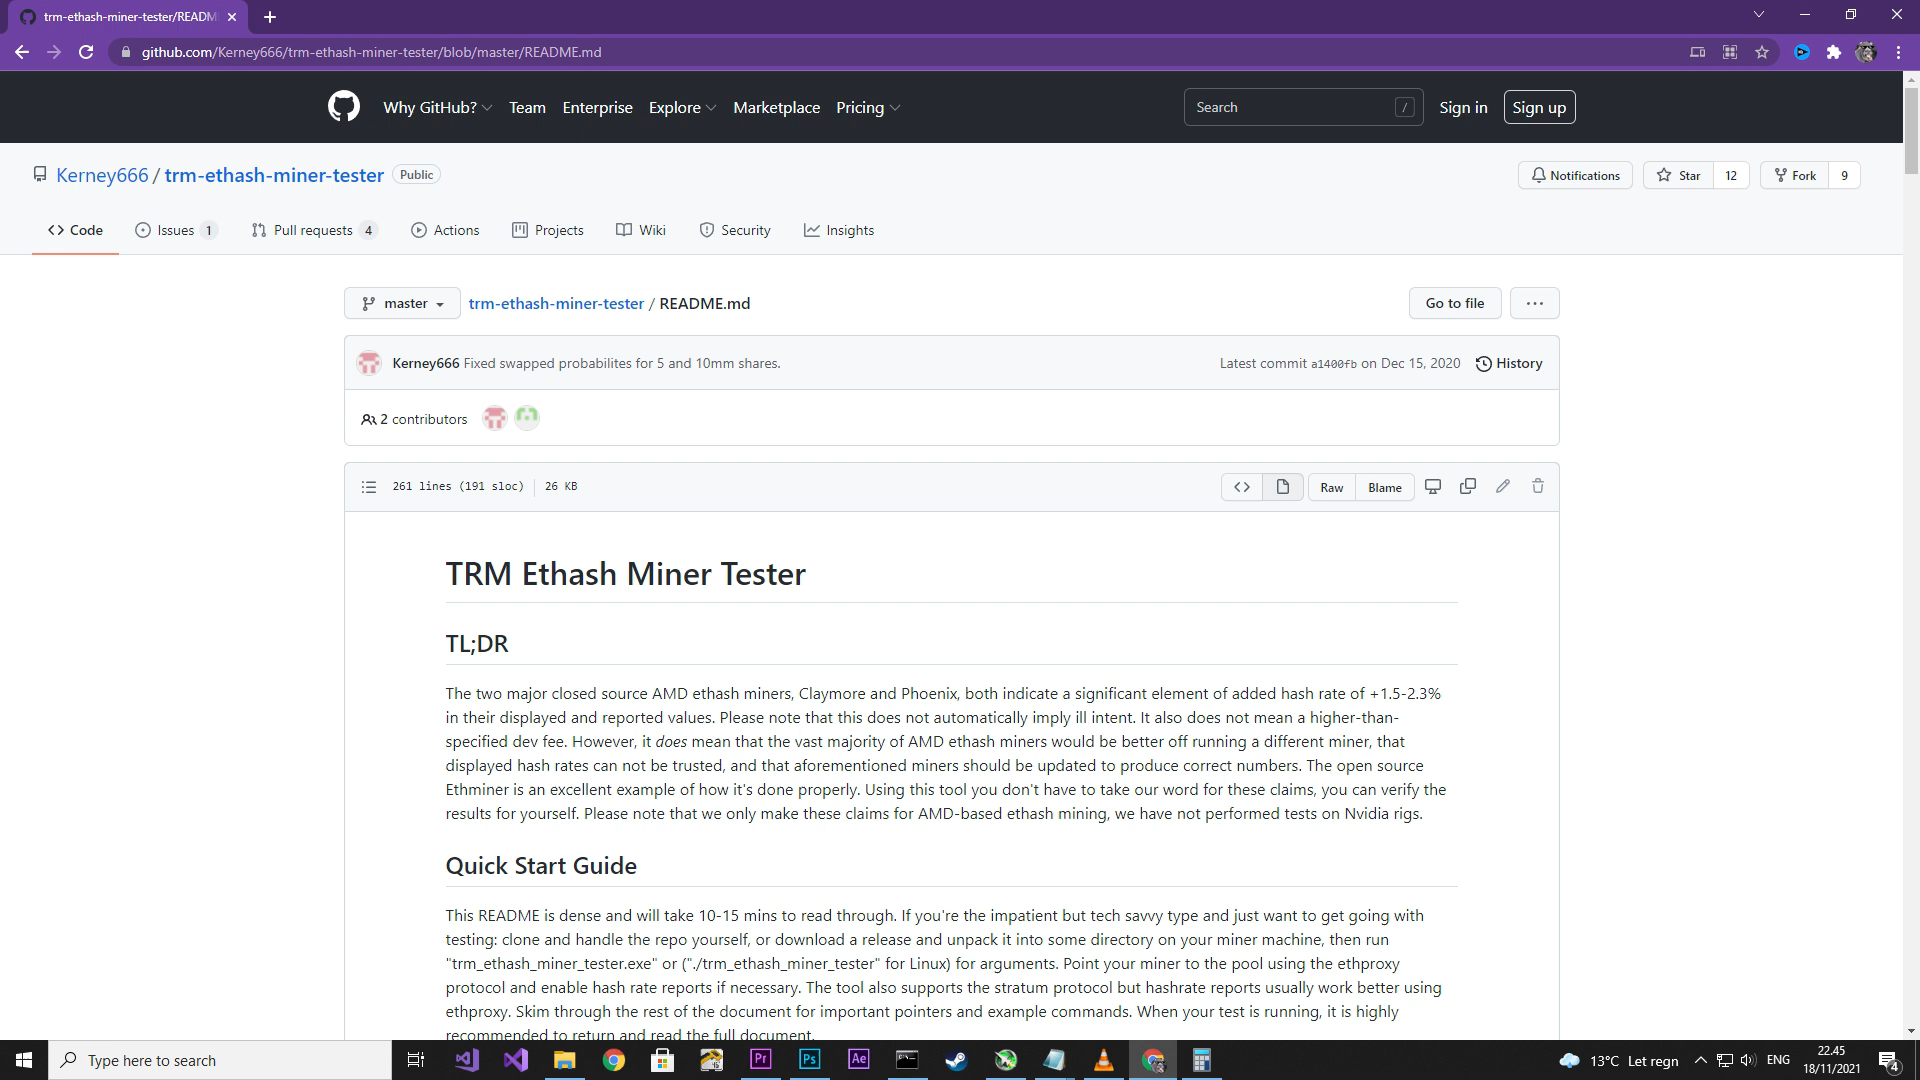 trm-ethash-miner-tester/READM
github.com/Kerney666/trm-ethash-miner-tester/blob/master/README.md
Why GitHub? Team Enterprise Explore Marketplace Pricing Search / Sign in Sign up
Kerney666 / trm-ethash-miner-tester Public Notifications Star 12 Fork 9
Code Issues 1 Pull requests 4 Actions Projects Wiki Security Insights
master trm-ethash-miner-tester / README.md Go to file ...
Kerney666 Fixed swapped probabilites for 5 and 10mm shares. Latest commit a1400fb on Dec 15, 2020 History
2 contributors
261 lines (191 sloc) 26 KB <> Raw Blame
TRM Ethash Miner Tester
TL;DR
The two major closed source AMD ethash miners, Claymore and Phoenix, both indicate a significant element of added hash rate of +1.5-2.3%
in their displayed and reported values. Please note that this does not automatically imply ill intent. It also does not mean a higher-than-
specified dev fee. However, it does mean that the vast majority of AMD ethash miners would be better off running a different miner, that
displayed hash rates can not be trusted, and that aforementioned miners should be updated to produce correct numbers. The open source
Ethminer is an excellent example of how it's done properly. Using this tool you don't have to take our word for these claims, you can verify the
results for yourself. Please note that we only make these claims for AMD-based ethash mining, we have not performed tests on Nvidia rigs.
Quick Start Guide
This README is dense and will take 10-15 mins to read through. If you're the impatient but tech savvy type and just want to get going with
testing: clone and handle the repo yourself, or download a release and unpack it into some directory on your miner machine, then run
"trm_ethash_miner_tester.exe" or ("./trm_ethash_miner_tester" for Linux) for arguments. Point your miner to the pool using the ethproxy
protocol and enable hash rate reports if necessary. The tool also supports the stratum protocol but hashrate reports usually work better using
ethproxy. Skim through the rest of the document for important pointers and example commands. When your test is running, it is highly
recommended to return and read the full document.
Type here to search Pr Ps Ae 13°C Let regn ENG 22.45
18/11/2021 4